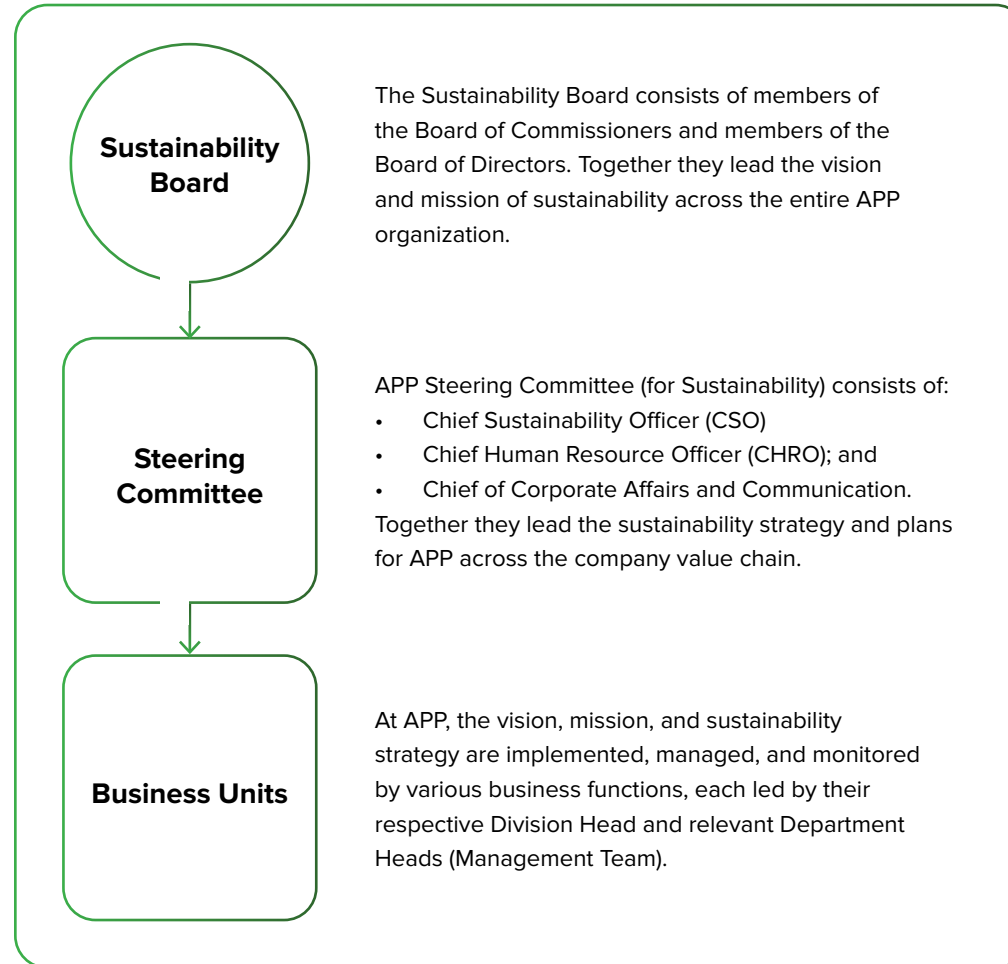 Sustainability
Board
The Sustainability Board consists of members of
the Board of Commissioners and members of the
Board of Directors. Together they lead the vision
and mission of sustainability across the entire APP
organization.
Steering
Committee
APP Steering Committee (for Sustainability) consists of:
• Chief Sustainability Officer (CSO)
• Chief Human Resource Officer (CHRO); and
• Chief of Corporate Affairs and Communication.
Together they lead the sustainability strategy and plans
for APP across the company value chain.
Business Units
At APP, the vision, mission, and sustainability
strategy are implemented, managed, and monitored
by various business functions, each led by their
respective Division Head and relevant Department
Heads (Management Team).